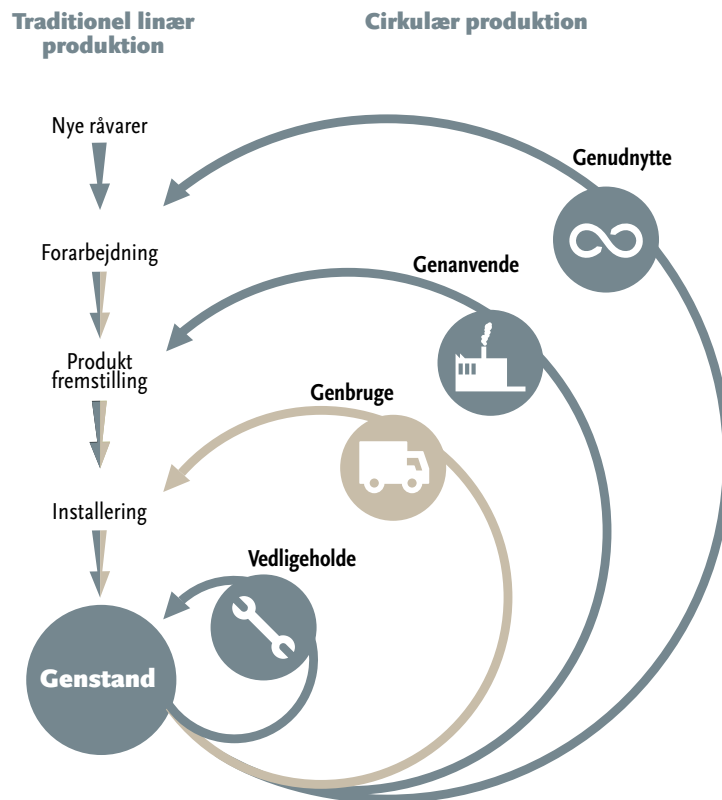 Traditionel linær
produktion
Cirkulær produktion
Nye råvarer
Genudnytte
Forarbejdning
Genanvende
Produkt
fremstilling
Genbruge
Installering
Vedligeholde
Genstand